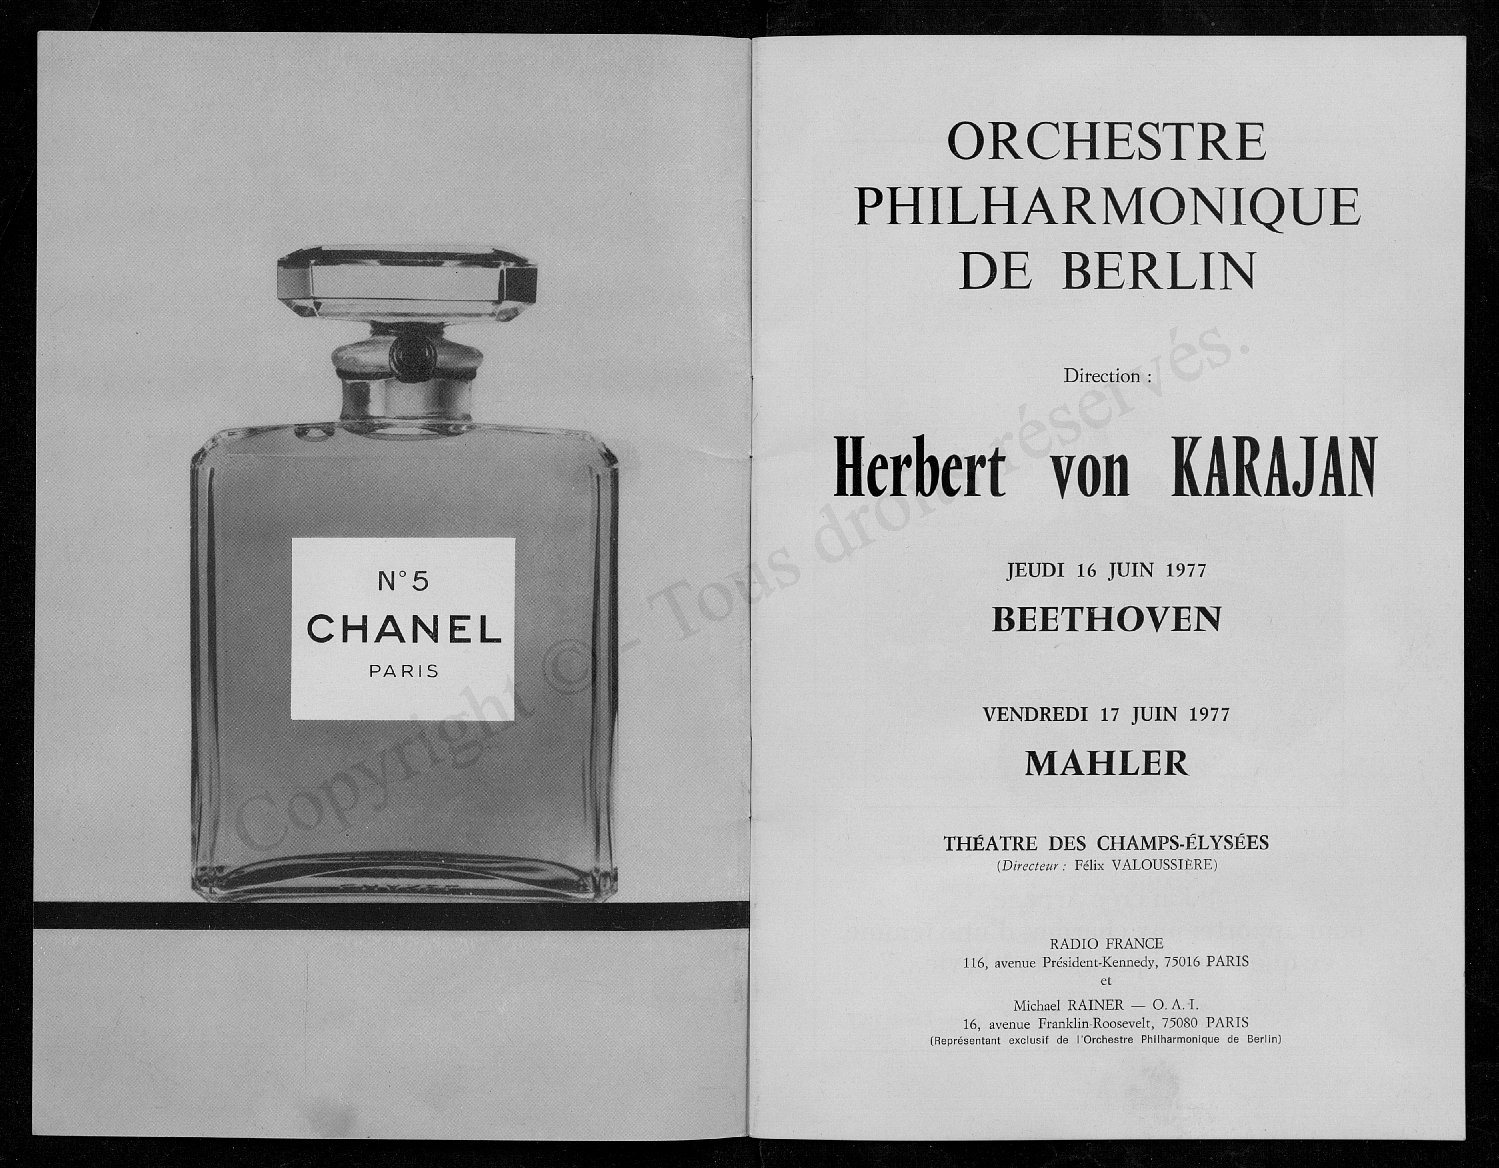 N°5
CHANEL
PARIS
ORCHESTRE
PHILHARMONIQUE
DE BERLIN
Direction :
Herbert von KARAJAN
JEUDI 16 JUIN 1977
BEETHOVEN
VENDREDI 17 JUIN 1977
MAHLER
THÉATRE DES CHAMPS-ÉLYSÉES
(Directeur : Félix VALOUSSIÈRE)
RADIO FRANCE
116, avenue Président-Kennedy, 75016 PARIS
et
Michael RAINER — O. A. I.
16, avenue Franklin-Roosevelt, 75080 PARIS
(Représentant exclusif de l'Orchestre Philharmonique de Berlin)
Copyright © - Tous droits réservés.